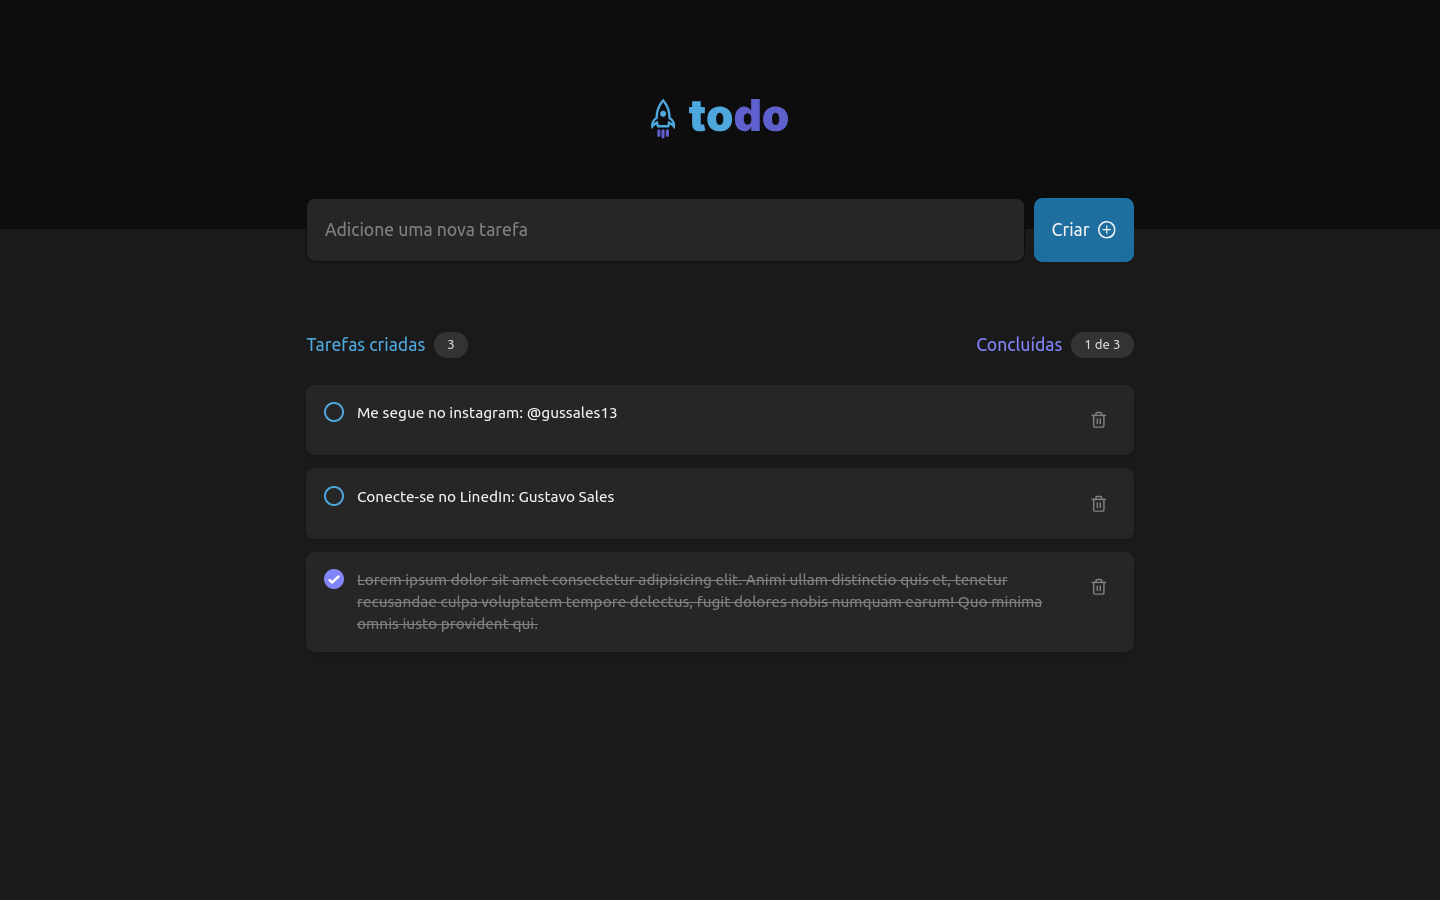 todo
Adicione uma nova tarefa
Criar
Tarefas criadas 3
Concluídas 1 de 3
Me segue no instagram: @gussales13
Conecte-se no LinedIn: Gustavo Sales
Lorem ipsum dolor sit amet consectetur adipisicing elit. Animi ullam distinctio quis et, tenetur
recusandae culpa voluptatem tempore delectus, fugit dolores nobis numquam earum! Quo minima
omnis iusto provident qui.